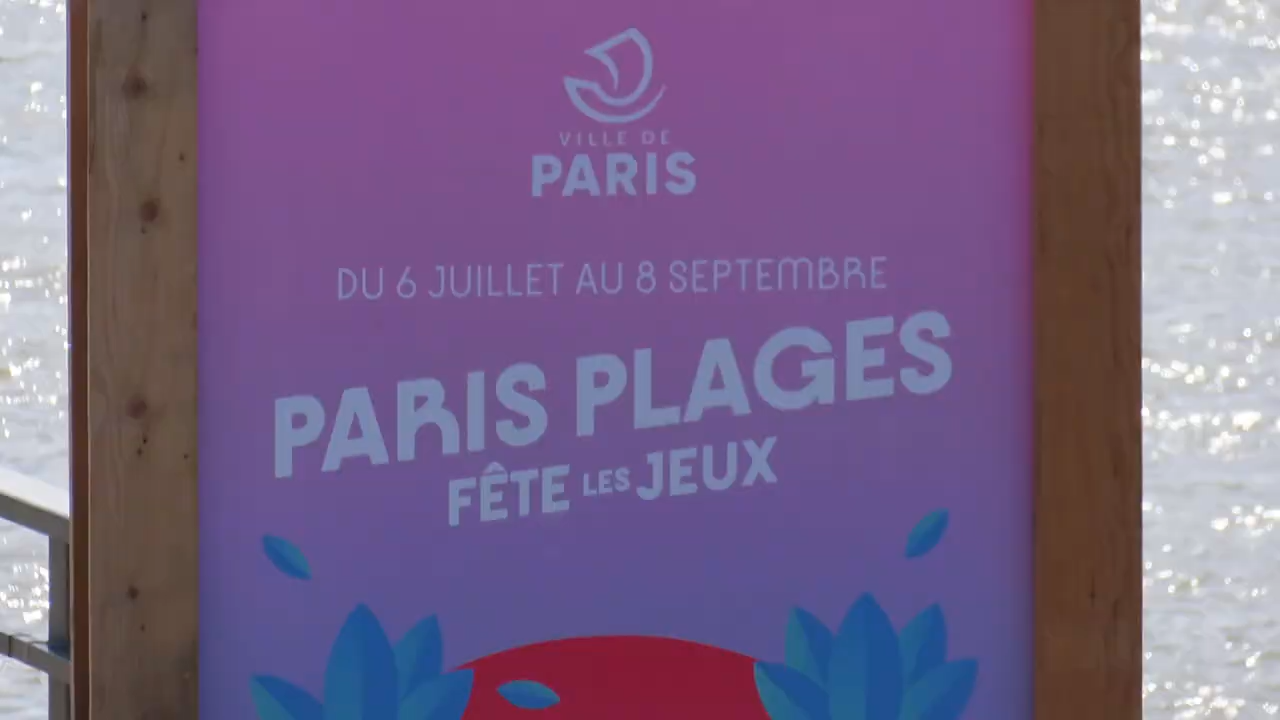 VILLE DE
PARIS
DU 6 JUILLET AU 8 SEPTEMBRE
PARIS PLAGES
FÊTE LES JEUX